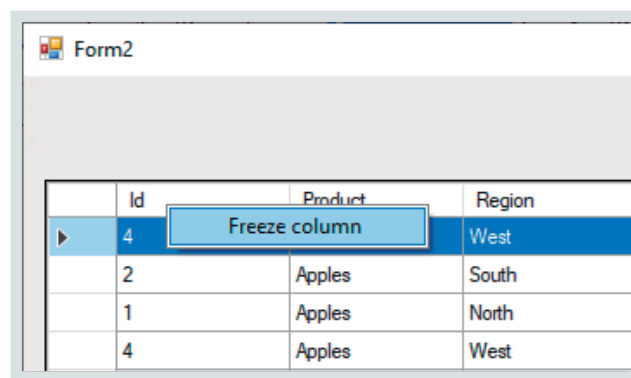 Form2
Id Product Region
4 Freeze column West
2 Apples South
1 Apples North
4 Apples West